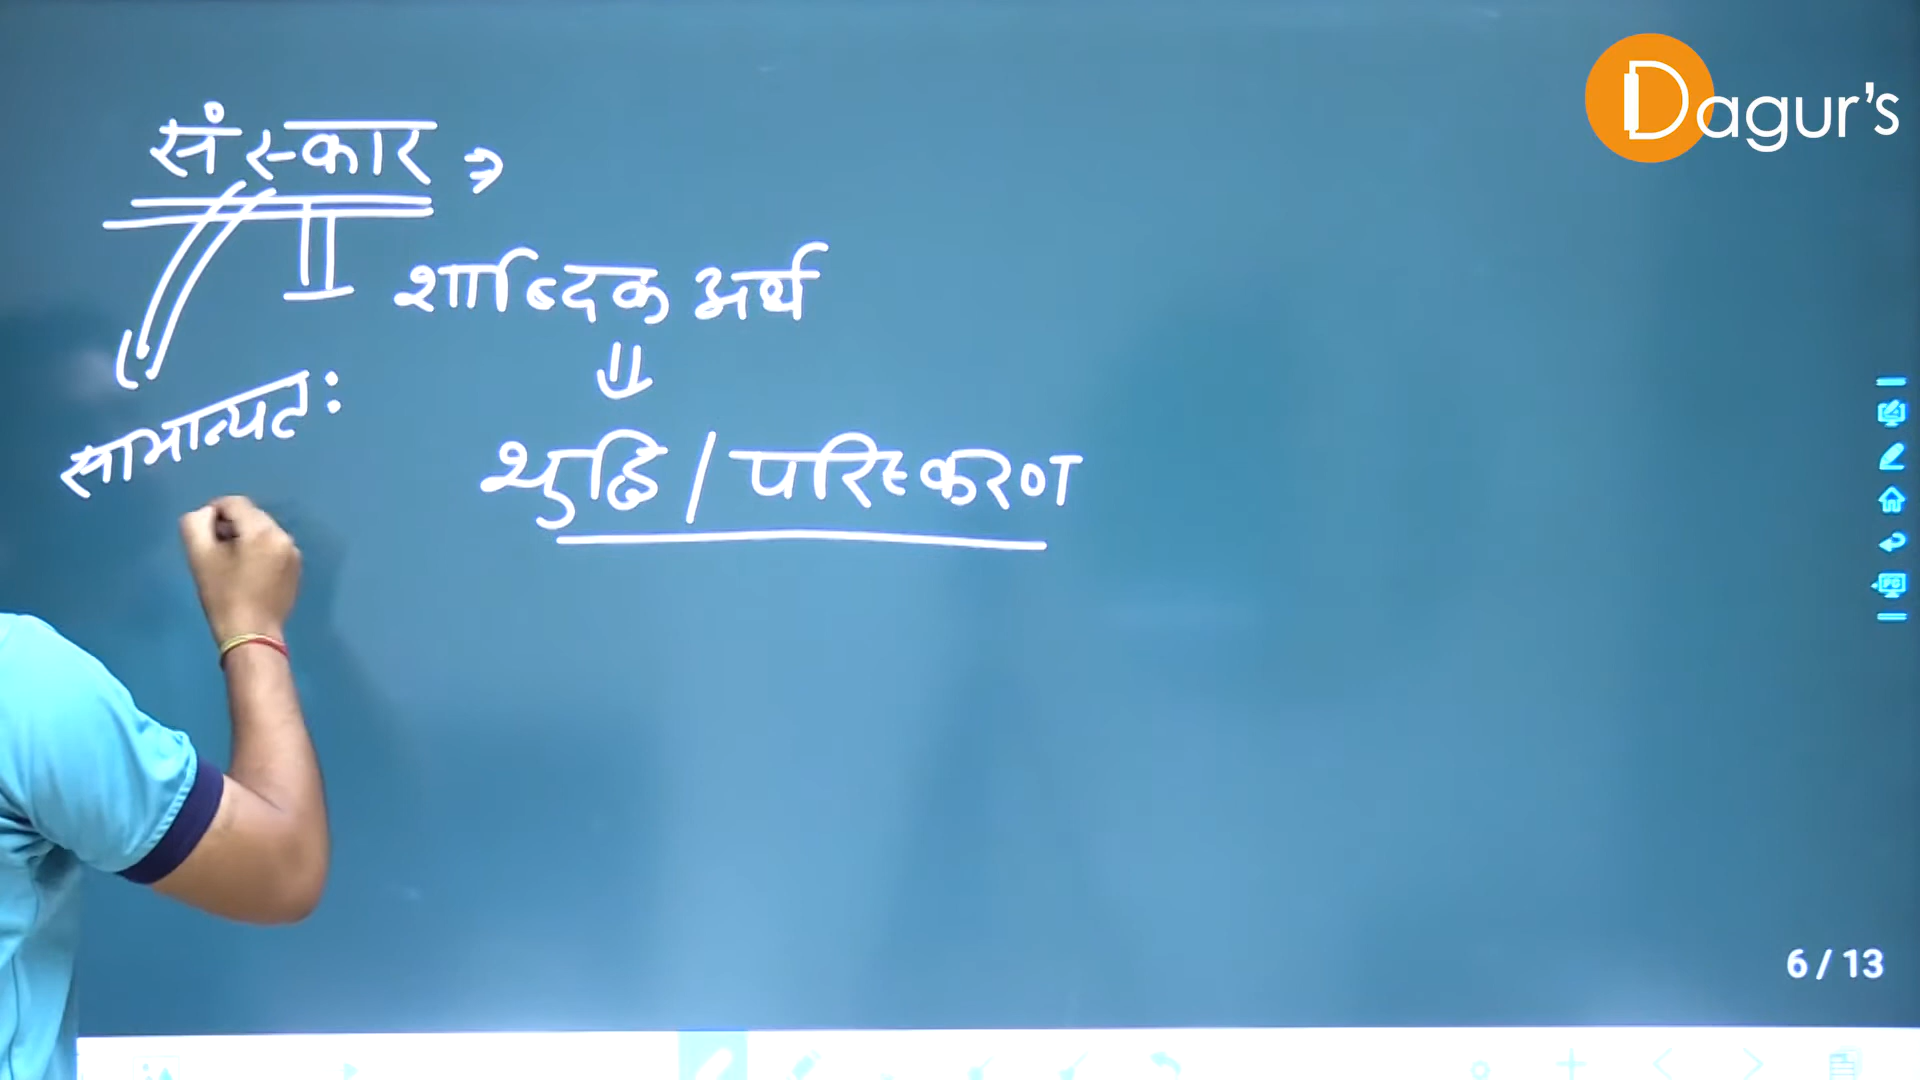 Dagur's
संस्कार ⇒
शाब्दिक अर्थ
⇓
शुद्धि / परिस्करण
सामान्यतः
6 / 13